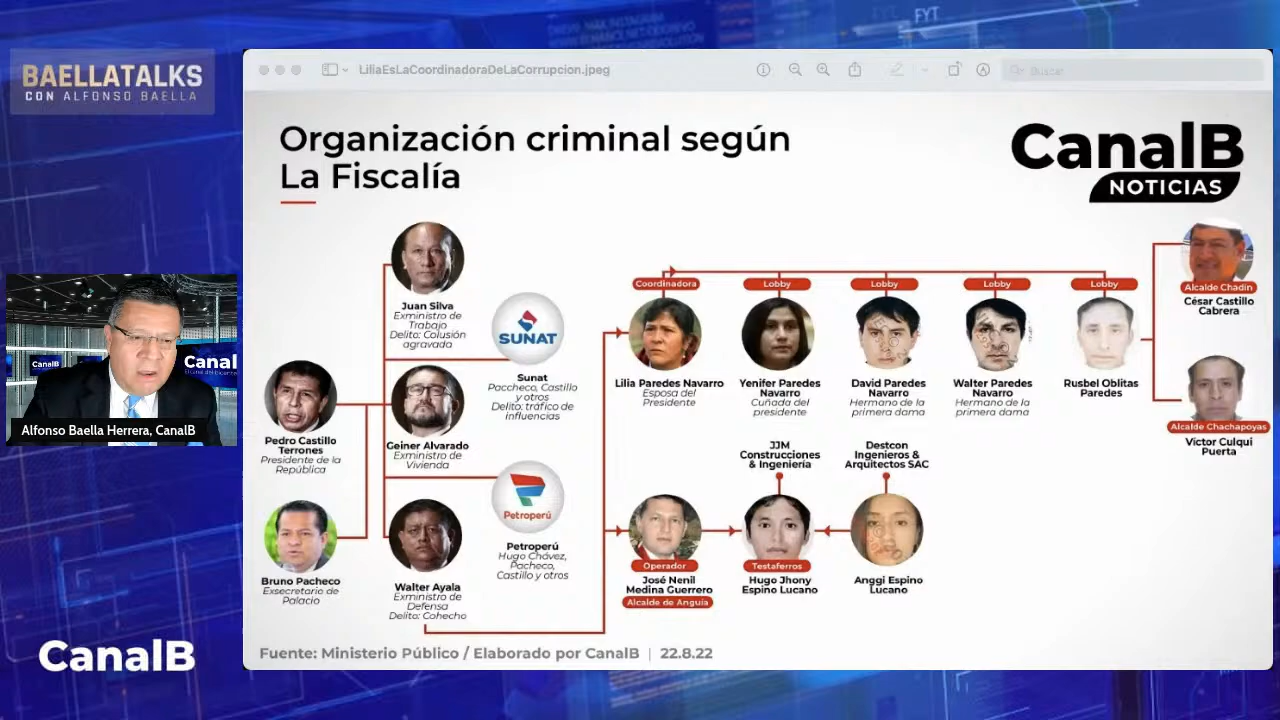 BAELLATALKS
CON ALFONSO BAELLA
LiliaEsLaCoordinadoraDeLaCorrupcion.jpeg
Buscar
Organización criminal según
La Fiscalía
CanalB
NOTICIAS
Juan Silva
Exministro de
Trabajo
Delito: Colusión
agravada
SUNAT
Sunat
Paccheco, Castillo
y otros
Delito: tráfico de
influencias
Pedro Castillo
Terrones
Presidente de la
República
Geiner Alvarado
Exministro de
Vivienda
Bruno Pacheco
Exsecretario de
Palacio
Walter Ayala
Exministro de
Defensa
Delito: Cohecho
Petroperú
Petroperú
Hugo Chávez,
Pacheco,
Castillo y otros
Coordinadora
Lilia Paredes Navarro
Esposa del
Presidente
Lobby
Yenifer Paredes
Navarro
Cuñada del
presidente
Lobby
David Paredes
Navarro
Hermano de la
primera dama
Lobby
Walter Paredes
Navarro
Hermano de la
primera dama
Lobby
Rusbel Oblitas
Paredes
Alcalde Chadín
César Castillo
Cabrera
Alcalde Chachapoyas
Víctor Culqui
Puerta
JJM
Construcciones
& Ingeniería
Destcon
Ingenieros &
Arquitectos SAC
Operador
José Nenil
Medina Guerrero
Alcalde de Anguía
Testaferros
Hugo Jhony
Espino Lucano
Anggi Espino
Lucano
Fuente: Ministerio Público / Elaborado por CanalB | 22.8.22
CanalB
CanalB
Alfonso Baella Herrera, CanalB
CanalB
FYT